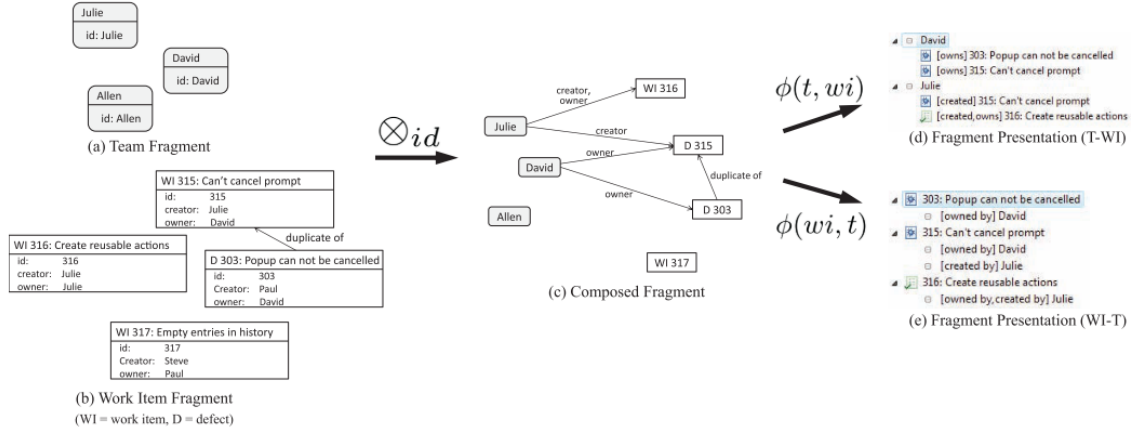 Julie
id: Julie
David
id: David
Allen
id: Allen
(a) Team Fragment
WI 315: Can't cancel prompt
id: 315
creator: Julie
owner: David
duplicate of
WI 316: Create reusable actions
id: 316
creator: Julie
owner: Julie
D 303: Popup can not be cancelled
id: 303
Creator: Paul
owner: David
WI 317: Empty entries in history
id: 317
Creator: Steve
owner: Paul
(b) Work Item Fragment
(WI = work item, D = defect)
⊗id
creator,
owner
WI 316
Julie
creator
D 315
owner
David
duplicate of
owner
D 303
Allen
WI 317
(c) Composed Fragment
ϕ(t, wi)
ϕ(wi, t)
David
[owns] 303: Popup can not be cancelled
[owns] 315: Can't cancel prompt
Julie
[created] 315: Can't cancel prompt
[created,owns] 316: Create reusable actions
(d) Fragment Presentation (T-WI)
303: Popup can not be cancelled
[owned by] David
315: Can't cancel prompt
[owned by] David
[created by] Julie
316: Create reusable actions
[owned by,created by] Julie
(e) Fragment Presentation (WI-T)